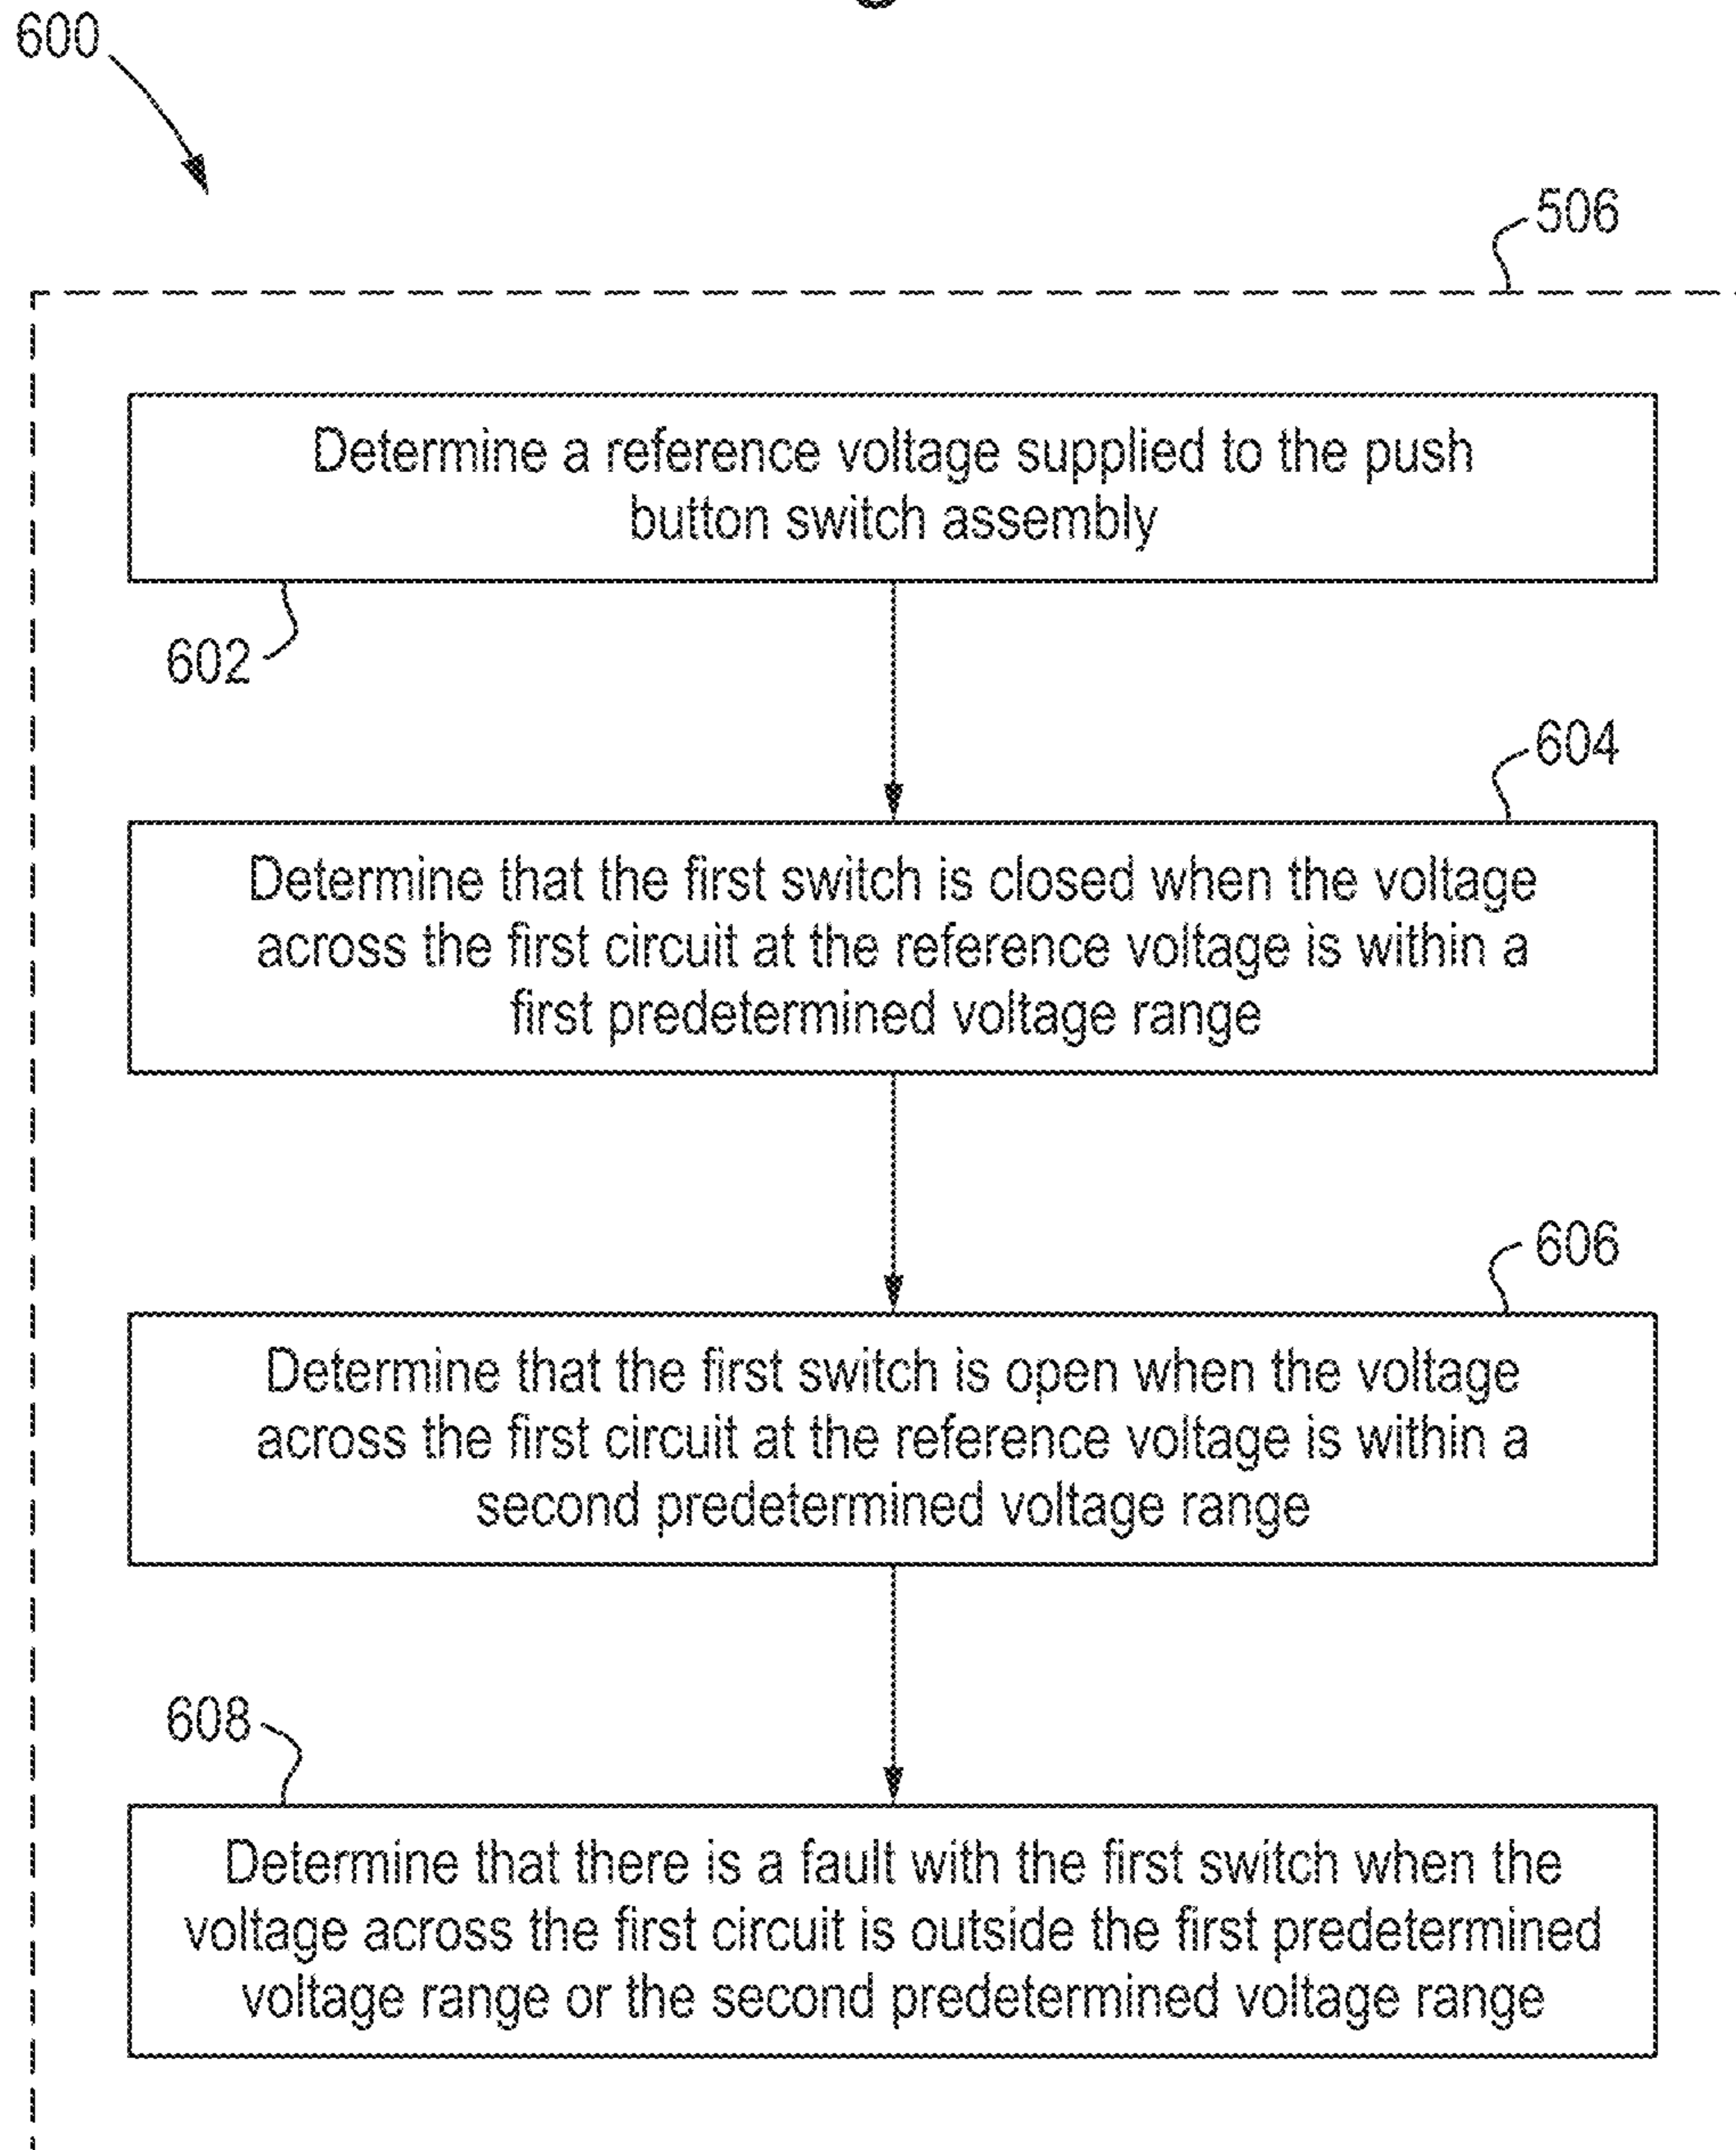 600
506
Determine a reference voltage supplied to the push
button switch assembly
602
604
Determine that the first switch is closed when the voltage
across the first circuit at the reference voltage is within a
first predetermined voltage range
606
Determine that the first switch is open when the voltage
across the first circuit at the reference voltage is within a
second predetermined voltage range
608
Determine that there is a fault with the first switch when the
voltage across the first circuit is outside the first predetermined
voltage range or the second predetermined voltage range